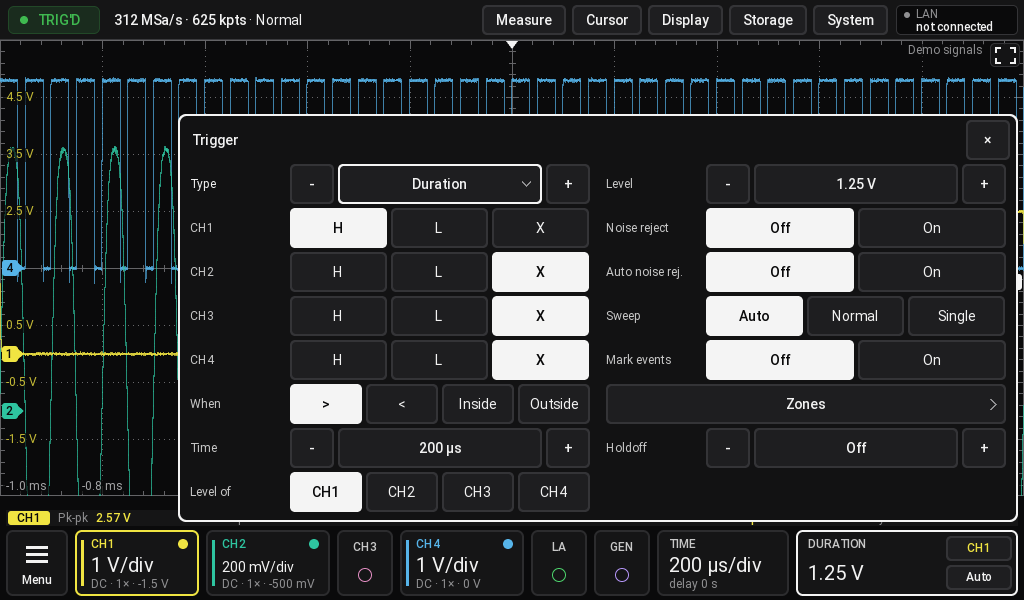 TRIG'D
312 MSa/s · 625 kpts · Normal
Measure
Cursor
Display
Storage
System
LAN
not connected
Demo signals
4.5 V
3.5 V
2.5 V
4
0.5 V
1
-0.5 V
2
-1.5 V
-1.0 ms
-0.8 ms
Trigger
×
Type
-
Duration
+
Level
-
1.25 V
+
CH1
H
L
X
Noise reject
Off
On
CH2
H
L
X
Auto noise rej.
Off
On
CH3
H
L
X
Sweep
Auto
Normal
Single
CH4
H
L
X
Mark events
Off
On
When
>
<
Inside
Outside
Zones
Time
-
200 µs
+
Holdoff
-
Off
+
Level of
CH1
CH2
CH3
CH4
CH1
Pk-pk
2.57 V
Menu
CH1
1 V/div
DC · 1× · -1.5 V
CH2
200 mV/div
DC · 1× · -500 mV
CH3
CH4
1 V/div
DC · 1× · 0 V
LA
GEN
TIME
200 µs/div
delay 0 s
DURATION
1.25 V
CH1
Auto